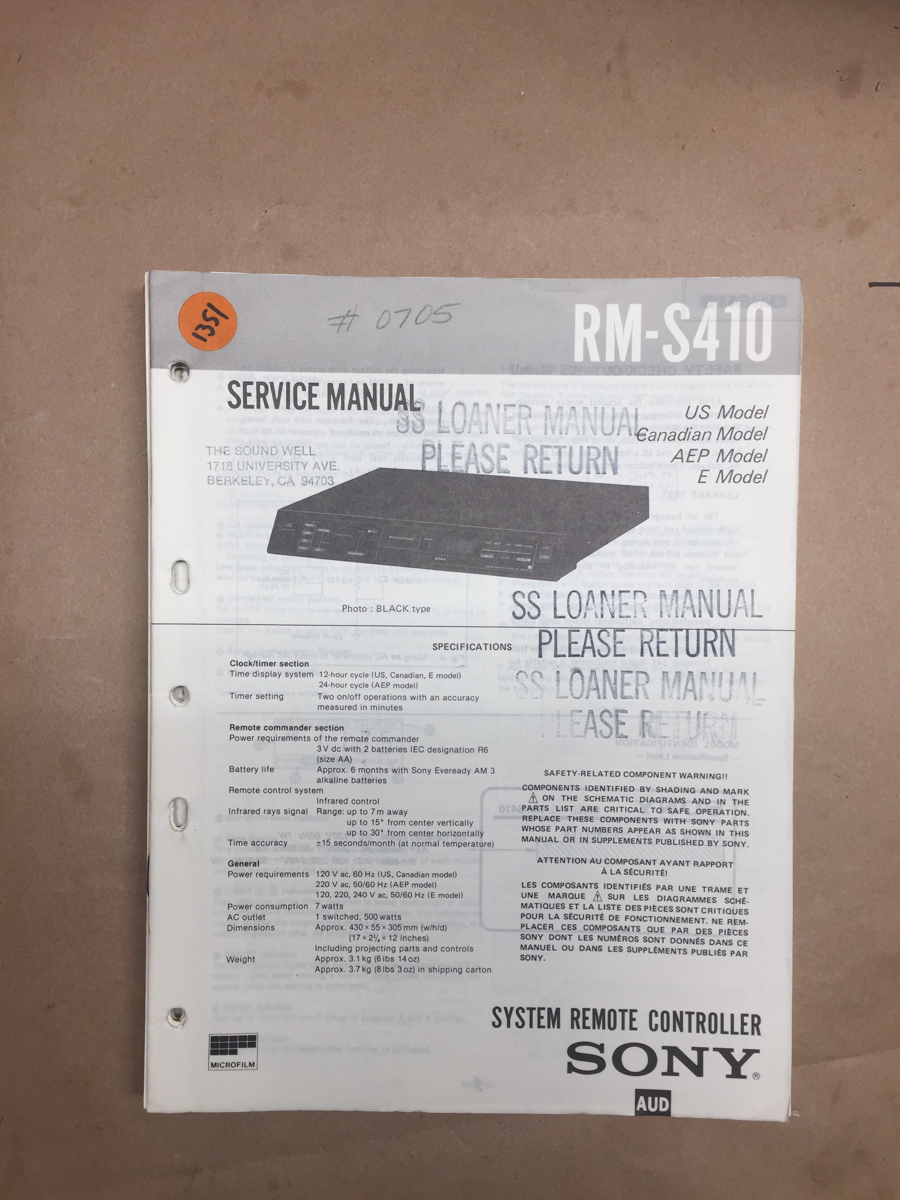 1351
# 0705
RM-S410
SERVICE MANUAL
US Model
Canadian Model
AEP Model
E Model
SS LOANER MANUAL
PLEASE RETURN
THE SOUND WELL
1718 UNIVERSITY AVE.
BERKELEY, CA 94703
Photo : BLACK type
SS LOANER MANUAL
PLEASE RETURN
SS LOANER MANUAL
PLEASE RETURN
SPECIFICATIONS
Clock/timer section
Time display system 12-hour cycle (US, Canadian, E model)
24-hour cycle (AEP model)
Timer setting Two on/off operations with an accuracy
measured in minutes
Remote commander section
Power requirements of the remote commander
3 V dc with 2 batteries IEC designation R6
(size AA)
Battery life Approx. 6 months with Sony Eveready AM 3
alkaline batteries
Remote control system
Infrared control
Infrared rays signal Range: up to 7 m away
up to 15° from center vertically
up to 30° from center horizontally
Time accuracy ±15 seconds/month (at normal temperature)
General
Power requirements 120 V ac, 60 Hz (US, Canadian model)
220 V ac, 50/60 Hz (AEP model)
120, 220, 240 V ac, 50/60 Hz (E model)
Power consumption 7 watts
AC outlet 1 switched, 500 watts
Dimensions Approx. 430 × 55 × 305 mm (w/h/d)
(17 × 2¼ × 12 inches)
Including projecting parts and controls
Weight Approx. 3.1 kg (6 lbs 14 oz)
Approx. 3.7 kg (8 lbs 3 oz) in shipping carton
SAFETY-RELATED COMPONENT WARNING!!
COMPONENTS IDENTIFIED BY SHADING AND MARK
⚠ ON THE SCHEMATIC DIAGRAMS AND IN THE
PARTS LIST ARE CRITICAL TO SAFE OPERATION.
REPLACE THESE COMPONENTS WITH SONY PARTS
WHOSE PART NUMBERS APPEAR AS SHOWN IN THIS
MANUAL OR IN SUPPLEMENTS PUBLISHED BY SONY.
ATTENTION AU COMPOSANT AYANT RAPPORT
À LA SÉCURITÉ!
LES COMPOSANTS IDENTIFIÉS PAR UNE TRAME ET
UNE MARQUE ⚠ SUR LES DIAGRAMMES SCHÉ-
MATIQUES ET LA LISTE DES PIÈCES SONT CRITIQUES
POUR LA SÉCURITÉ DE FONCTIONNEMENT. NE REM-
PLACER CES COMPOSANTS QUE PAR DES PIÈCES
SONY DONT LES NUMÉROS SONT DONNÉS DANS CE
MANUEL OU DANS LES SUPPLÉMENTS PUBLIÉS PAR
SONY.
MICROFILM
SYSTEM REMOTE CONTROLLER
SONY®
AUD